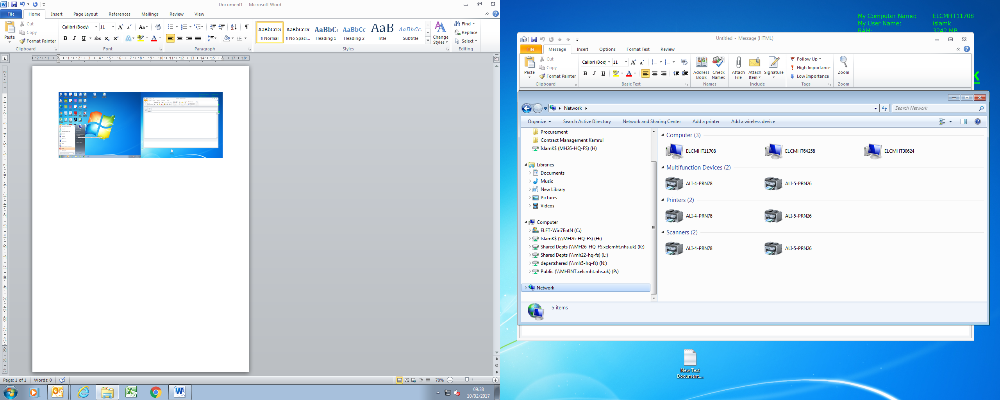 Document1 - Microsoft Word
File Home Insert Page Layout References Mailings Review View
Paste
Cut
Copy
Format Painter
Clipboard
Calibri (Body) 11
Font
Paragraph
AaBbCcDc AaBbCcDc AaBbCc AaBbCc AaB AaBbCc.
¶ Normal ¶ No Spaci... Heading 1 Heading 2 Title Subtitle
Change Styles
Styles
Find
Replace
Select
Editing
Page: 1 of 1 Words: 0
70%
09:38
10/02/2017
My Computer Name: ELCMHT11708
My User Name: islamk
RAM: 3242 MB
Untitled - Message (HTML)
File Message Insert Options Format Text Review
Paste
Cut
Copy
Format Painter
Clipboard
Calibri (Body 11
Basic Text
Address Book
Check Names
Names
Attach File
Attach Item
Signature
Include
Follow Up
High Importance
Low Importance
Tags
Zoom
Zoom
Network
Search Network
Organize Search Active Directory Network and Sharing Center Add a printer Add a wireless device
Procurement
Contract Management Kamrul
IslamK$ (MH26-HQ-FS) (H)
Libraries
Documents
Music
New Library
Pictures
Videos
Computer
ELFT-Win7EntN (C:)
IslamK$ (\\MH26-HQ-FS) (H:)
Shared Depts (\\MH26-HQ-FS.xelcmht.nhs.uk) (K:)
Shared Depts (\\mh22-hq-fs) (L:)
departshared (\\mh5-hq-fs) (N:)
Public (\\MH3NT.xelcmht.nhs.uk) (P:)
Network
Computer (3)
ELCMHT11708 ELCMHT64258 ELCMHT30624
Multifunction Devices (2)
ALI-4-PRN78 ALI-5-PRN26
Printers (2)
ALI-4-PRN78 ALI-5-PRN26
Scanners (2)
ALI-4-PRN78 ALI-5-PRN26
5 items
New Text
Document....